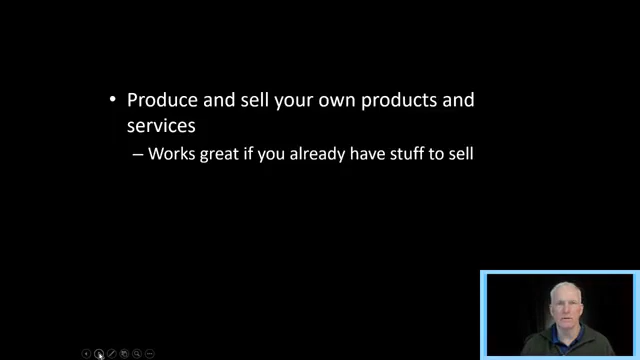 • Produce and sell your own products and
services
– Works great if you already have stuff to sell